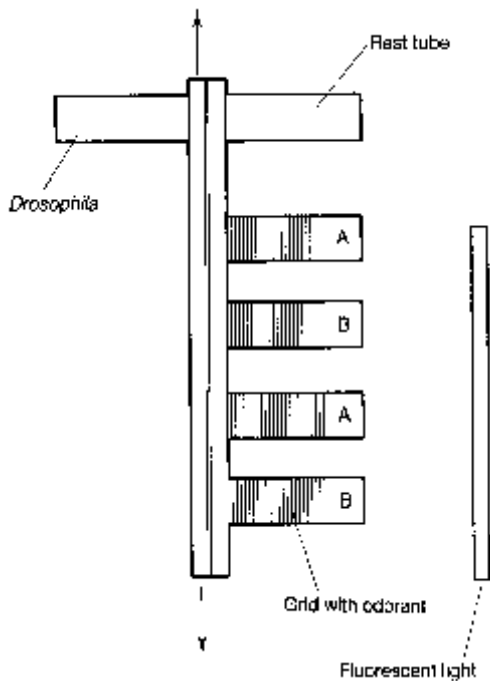 Rest tube
Drosophila
A
B
A
B
Grid with odorant
Fluorescent light